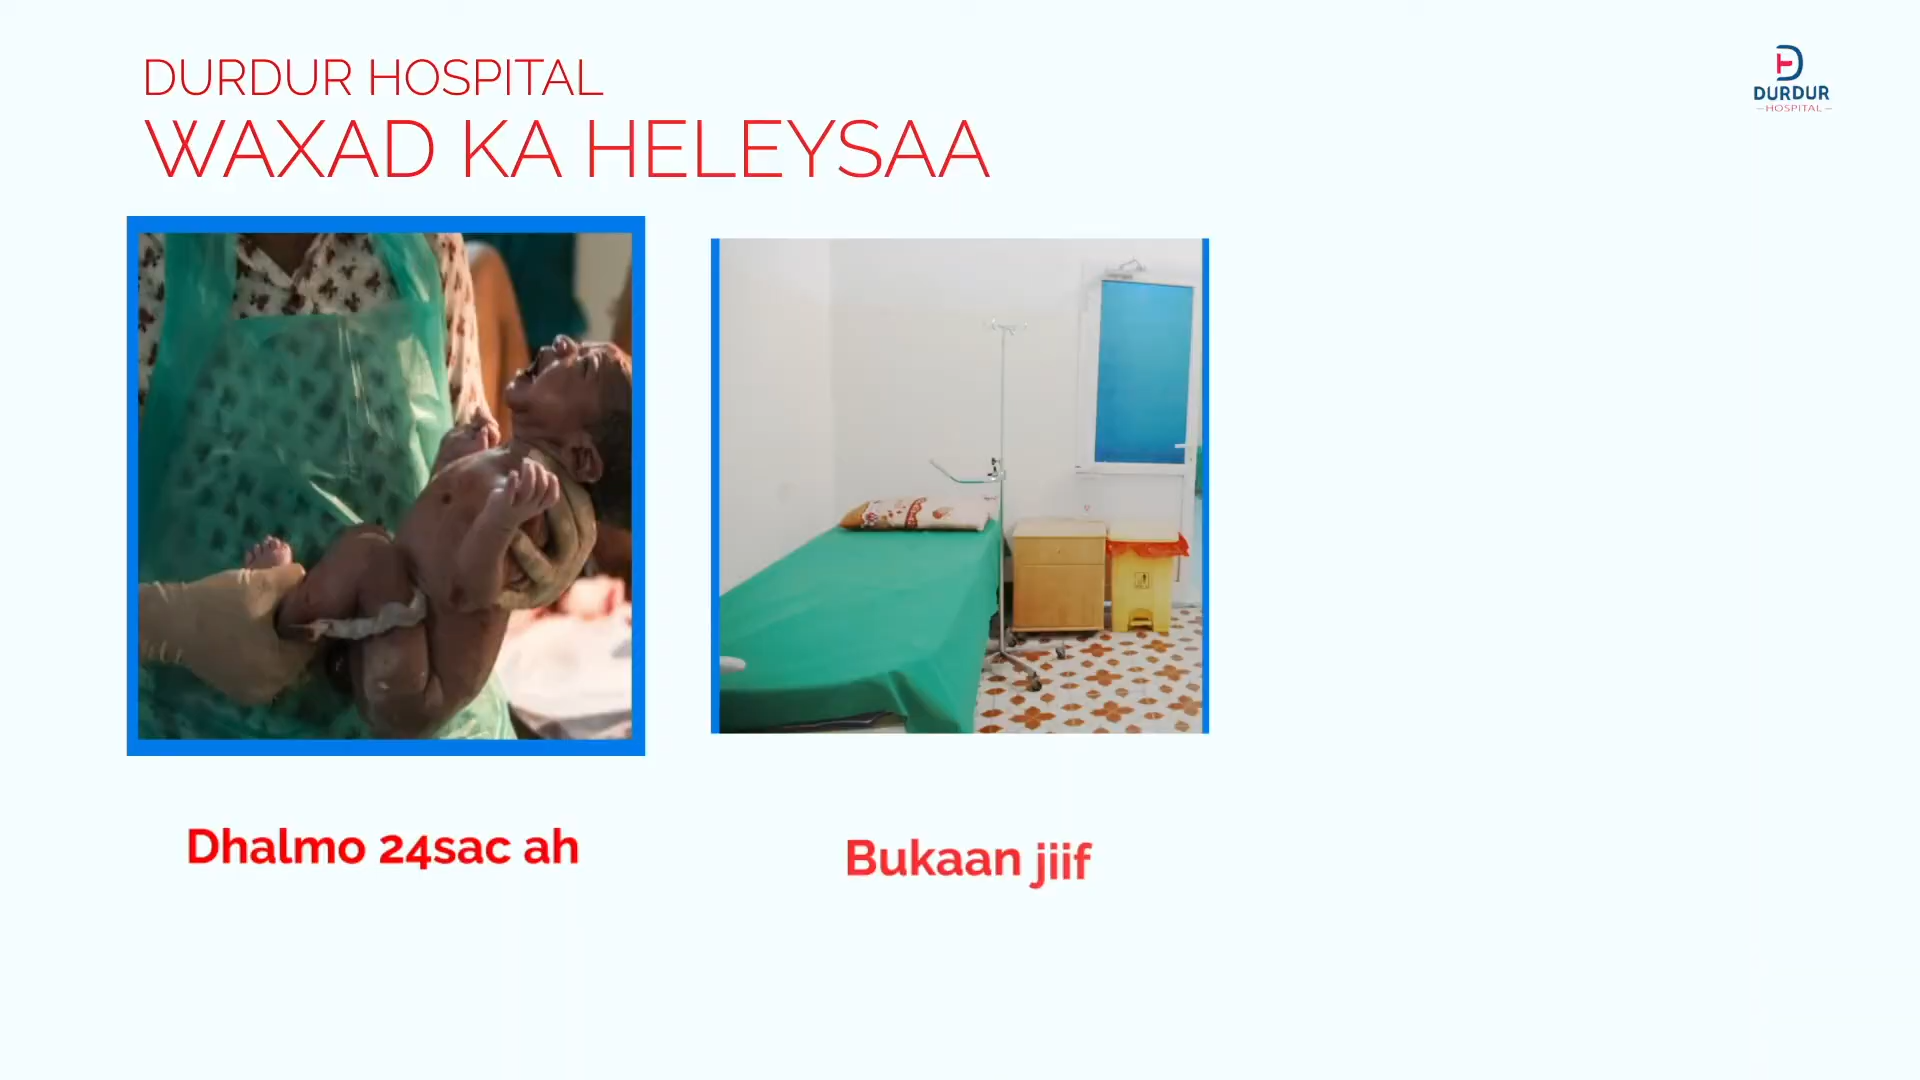 DURDUR HOSPITAL
WAXAD KA HELEYSAA
DURDUR
HOSPITAL
Dhalmo 24sac ah
Bukaan jiif